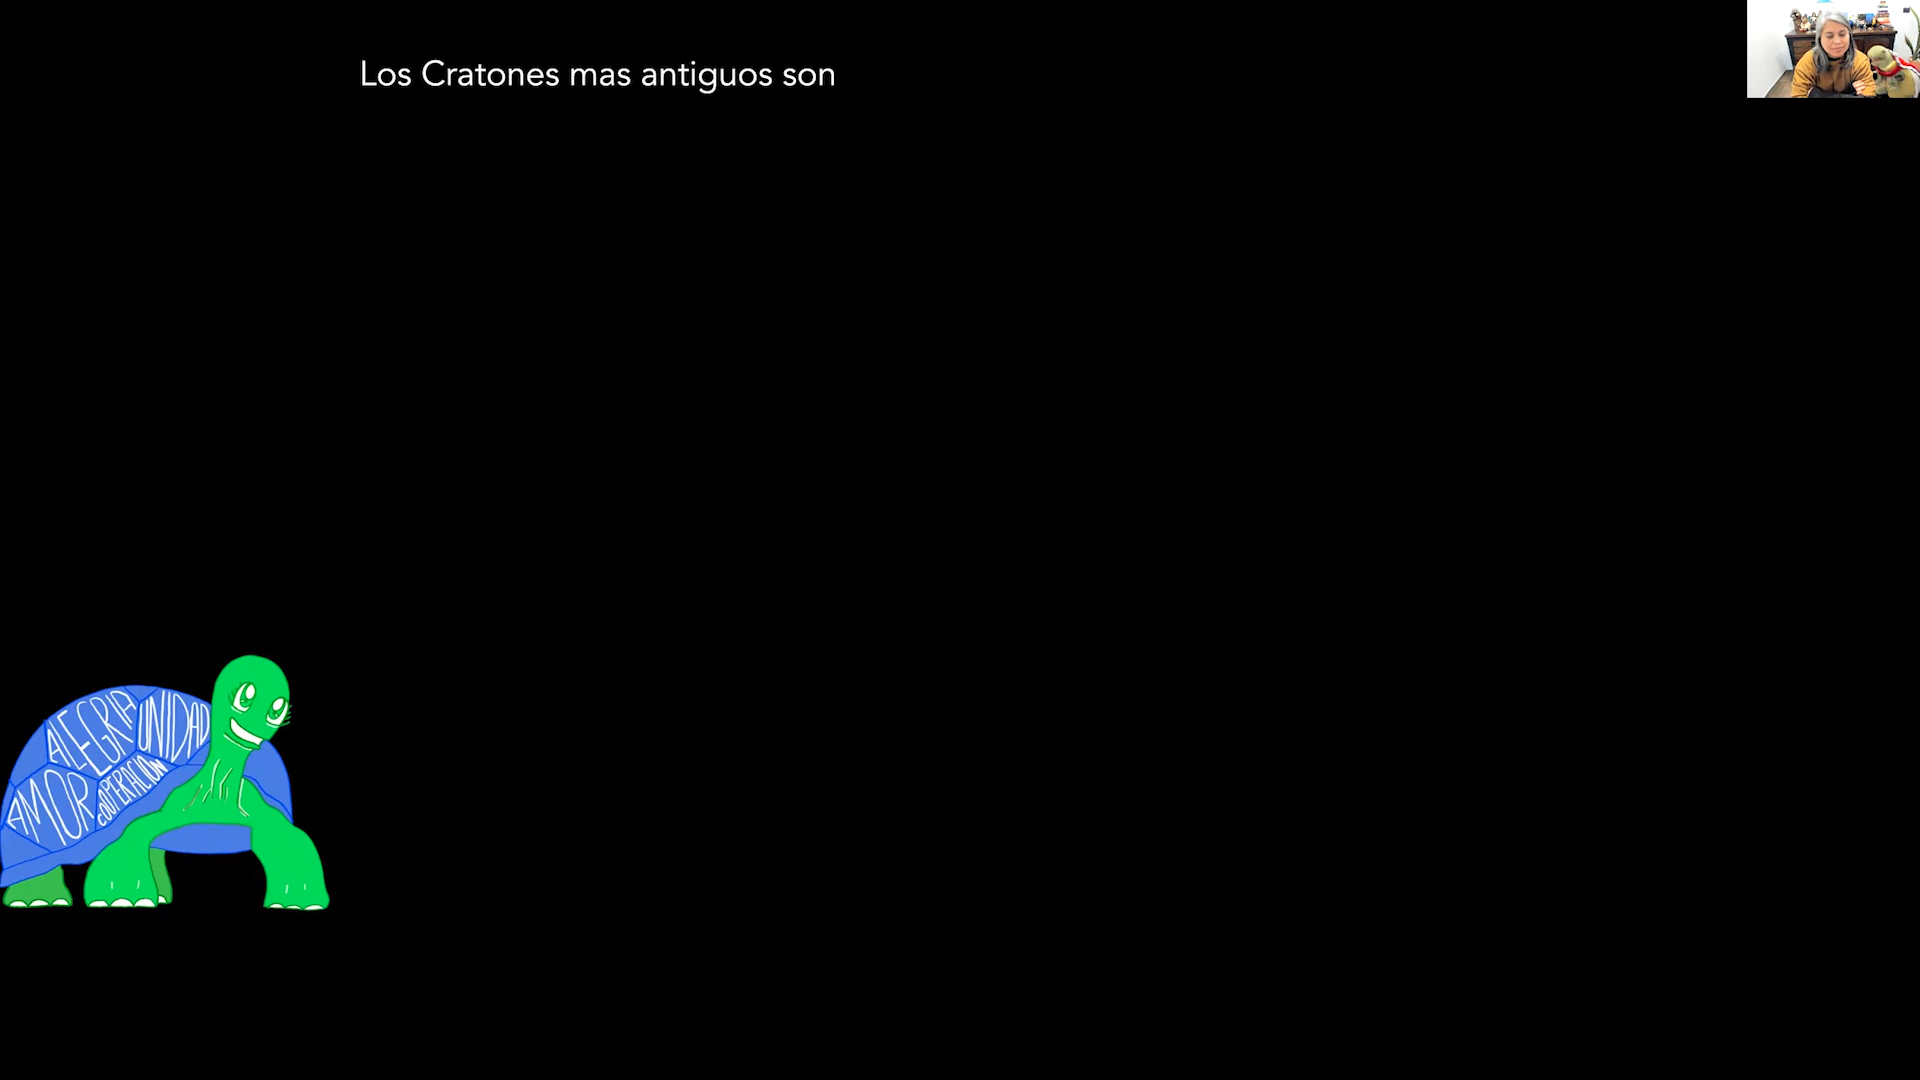 Los Cratones mas antiguos son
ALEGRIA
UNIDAD
AMOR
COOPERACION